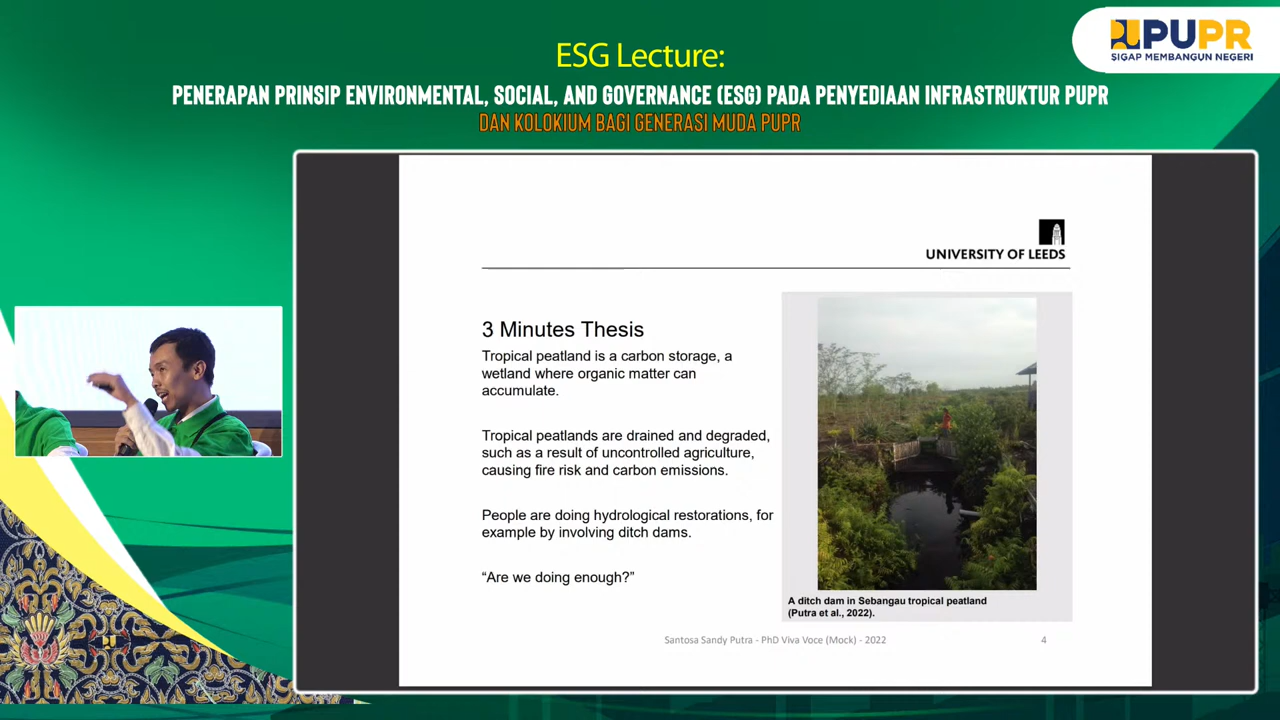 ESG Lecture:
PENERAPAN PRINSIP ENVIRONMENTAL, SOCIAL, AND GOVERNANCE (ESG) PADA PENYEDIAAN INFRASTRUKTUR PUPR
DAN KOLOKIUM BAGI GENERASI MUDA PUPR
PUPR
SIGAP MEMBANGUN NEGERI
UNIVERSITY OF LEEDS
3 Minutes Thesis
Tropical peatland is a carbon storage, a
wetland where organic matter can
accumulate.
Tropical peatlands are drained and degraded,
such as a result of uncontrolled agriculture,
causing fire risk and carbon emissions.
People are doing hydrological restorations, for
example by involving ditch dams.
“Are we doing enough?”
A ditch dam in Sebangau tropical peatland
(Putra et al., 2022).
Santosa Sandy Putra - PhD Viva Voce (Mock) - 2022
4